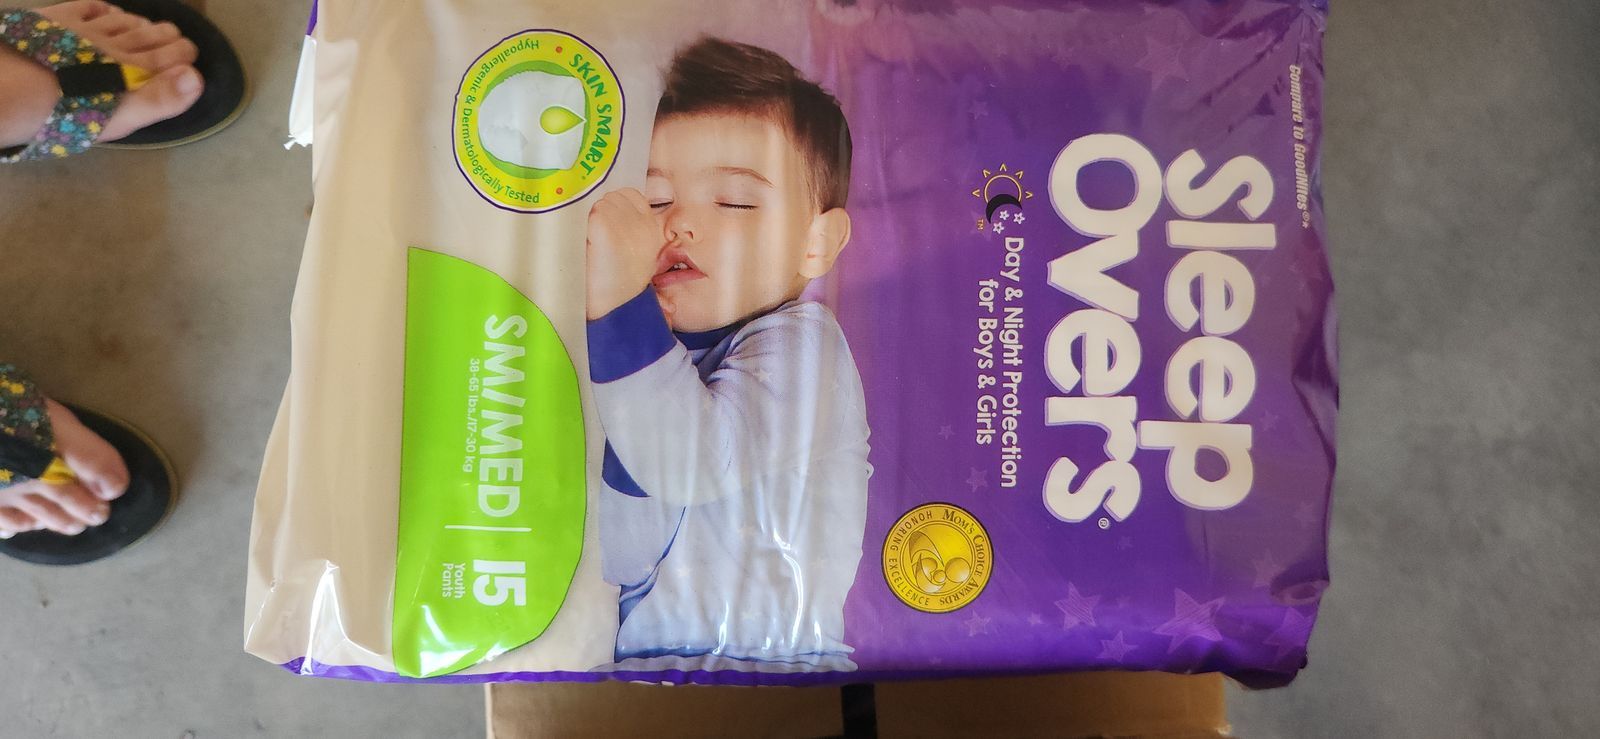 Compare to GoodNites®*
Sleep
Overs®
Day & Night Protection
for Boys & Girls
TM
MOM'S CHOICE AWARDS
HONORING EXCELLENCE
SKIN SMART
Hypoallergenic & Dermatologically Tested
SM/MED | 15
38-65 lbs./17-30 kg
Youth
Pants